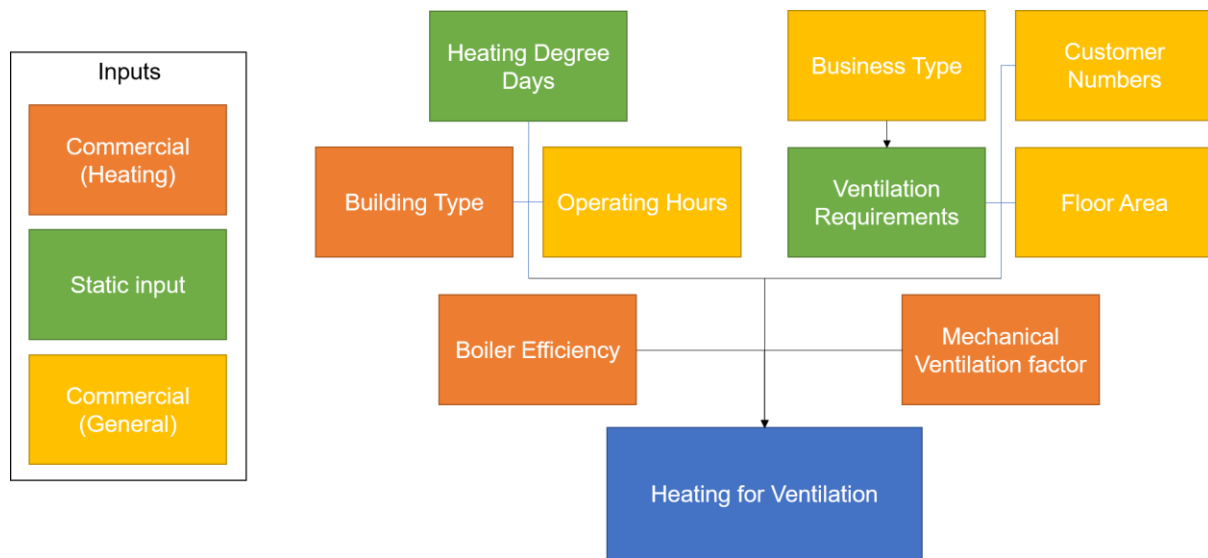 Inputs
Commercial
(Heating)
Static input
Commercial
(General)
Heating Degree
Days
Business Type
Customer
Numbers
Building Type
Operating Hours
Ventilation
Requirements
Floor Area
Boiler Efficiency
Mechanical
Ventilation factor
Heating for Ventilation